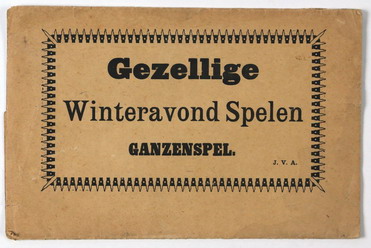 Gezellige
Winteravond Spelen
GANZENSPEL.
J. V. A.